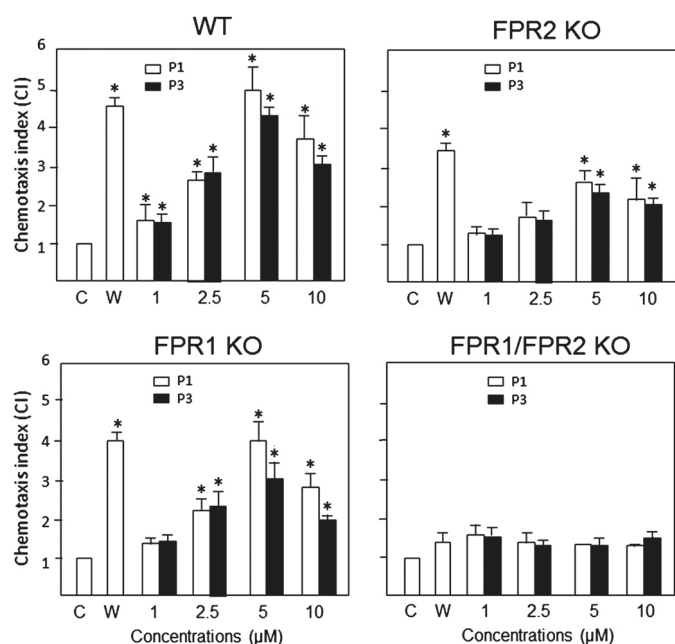 WT
Chemotaxis index (CI)
6
5
4
3
2
1
P1
P3
* * * * * * * * *
C W 1 2.5 5 10
FPR2 KO
P1
P3
* * * * *
C W 1 2.5 5 10
FPR1 KO
Chemotaxis index (CI)
6
5
4
3
2
1
P1
P3
* * * * * * *
C W 1 2.5 5 10
Concentrations (µM)
FPR1/FPR2 KO
P1
P3
C W 1 2.5 5 10
Concentrations (µM)